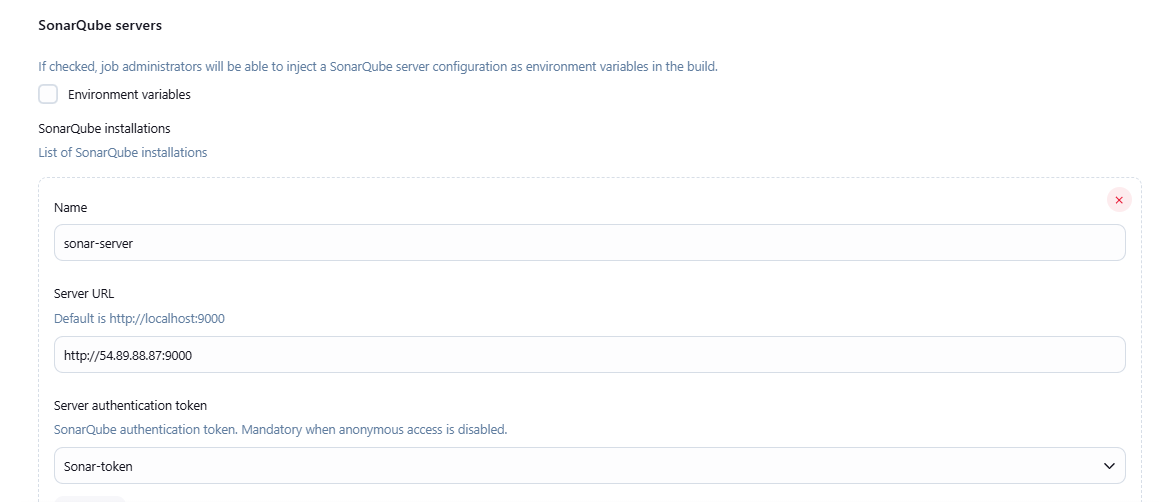 SonarQube servers
If checked, job administrators will be able to inject a SonarQube server configuration as environment variables in the build.
Environment variables
SonarQube installations
List of SonarQube installations
Name
sonar-server
Server URL
Default is http://localhost:9000
http://54.89.88.87:9000
Server authentication token
SonarQube authentication token. Mandatory when anonymous access is disabled.
Sonar-token